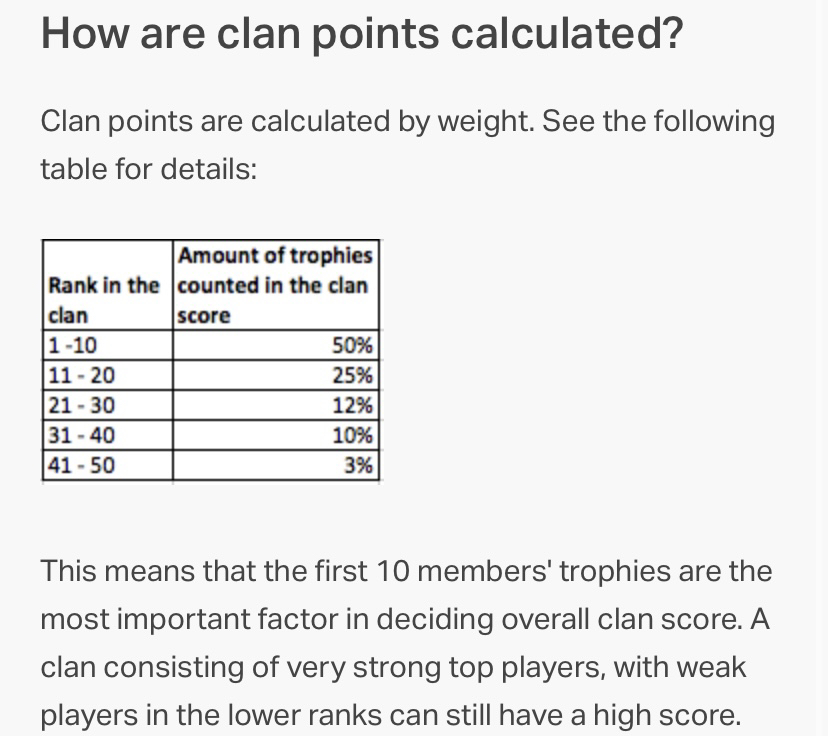 How are clan points calculated?
Clan points are calculated by weight. See the following
table for details:
Rank in the clan Amount of trophies counted in the clan score
1 -10 50%
11 - 20 25%
21 - 30 12%
31 - 40 10%
41 - 50 3%
This means that the first 10 members' trophies are the
most important factor in deciding overall clan score. A
clan consisting of very strong top players, with weak
players in the lower ranks can still have a high score.